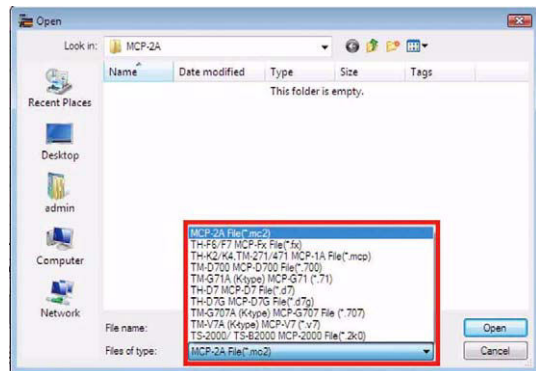 Open
Look in:
MCP-2A
Name Date modified Type Size Tags
This folder is empty.
Recent Places
Desktop
admin
Computer
Network
MCP-2A File(*.mc2)
TH-F6/F7 MCP-Fx File(*.fx)
TH-K2/K4,TM-271/471 MCP-1A File(*.mcp)
TM-D700 MCP-D700 File(*.700)
TM-G71A (K-type) MCP-G71 (*.71)
TH-D7 MCP-D7 File(*.d7)
TH-D7G MCP-D7G File(*.d7g)
TM-G707A (K-type) MCP-G707 File (*.707)
TM-V7A (K-type) MCP-V7 (*.v7)
TS-2000/ TS-B2000 MCP-2000 File(*.2k0)
File name:
Open
Files of type:
MCP-2A File(*.mc2)
Cancel